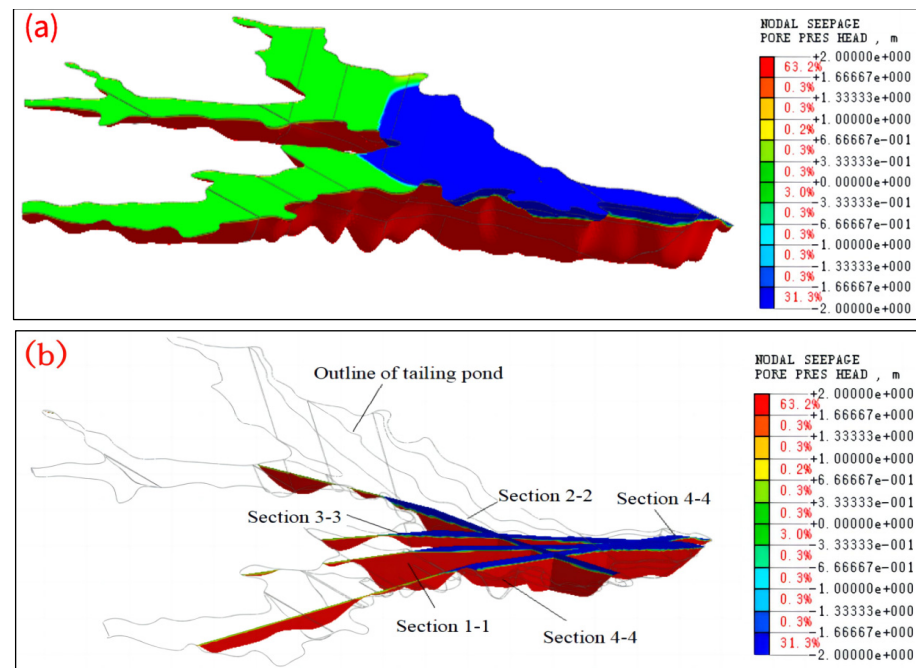 (a)
NODAL SEEPAGE
PORE PRES HEAD , m
+2.00000e+000
63.2%
+1.66667e+000
0.3%
+1.33333e+000
0.3%
+1.00000e+000
0.2%
+6.66667e-001
0.3%
+3.33333e-001
0.3%
+0.00000e+000
3.0%
-3.33333e-001
0.3%
-6.66667e-001
0.3%
-1.00000e+000
0.3%
-1.33333e+000
0.3%
-1.66667e+000
31.3%
-2.00000e+000
(b)
Outline of tailing pond
Section 2-2
Section 4-4
Section 3-3
Section 1-1
Section 4-4
NODAL SEEPAGE
PORE PRES HEAD , m
+2.00000e+000
63.2%
+1.66667e+000
0.3%
+1.33333e+000
0.3%
+1.00000e+000
0.2%
+6.66667e-001
0.3%
+3.33333e-001
0.3%
+0.00000e+000
3.0%
-3.33333e-001
0.3%
-6.66667e-001
0.3%
-1.00000e+000
0.3%
-1.33333e+000
0.3%
-1.66667e+000
31.3%
-2.00000e+000